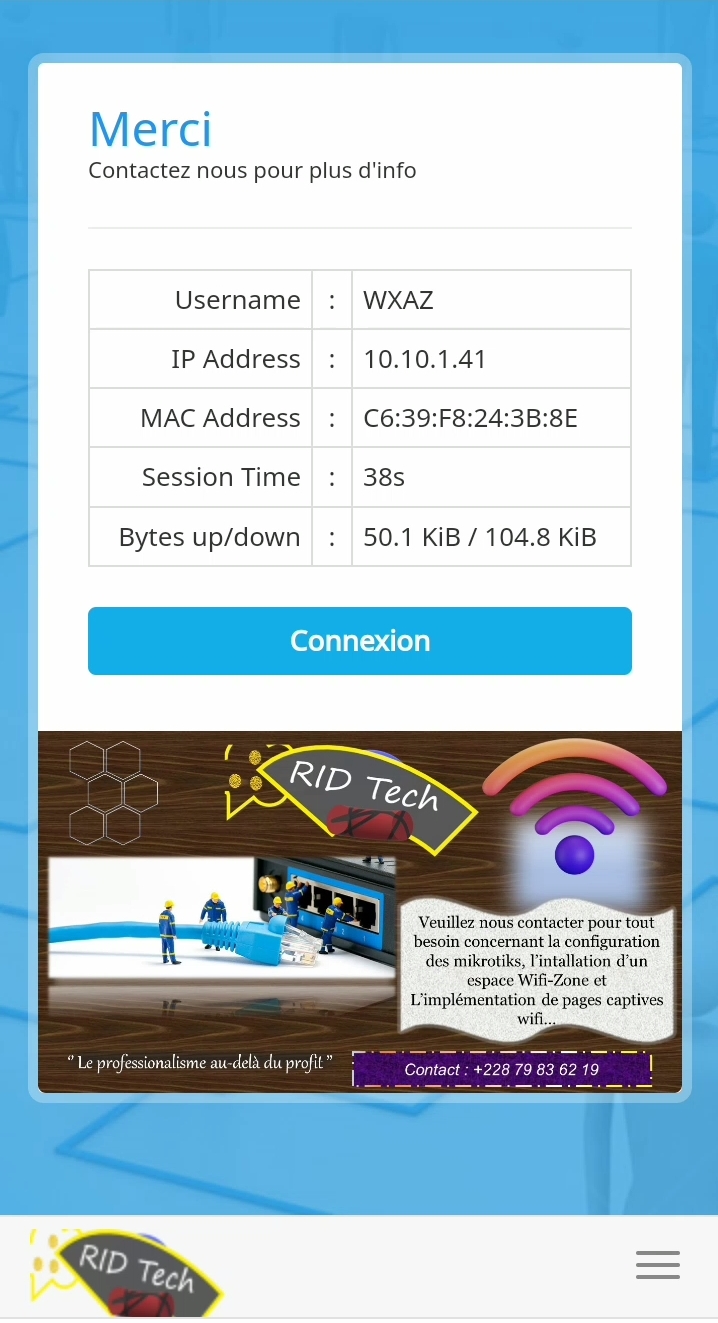 Merci
Contactez nous pour plus d'info
Username : WXAZ
IP Address : 10.10.1.41
MAC Address : C6:39:F8:24:3B:8E
Session Time : 38s
Bytes up/down : 50.1 KiB / 104.8 KiB
Connexion
RID Tech
Veuillez nous contacter pour tout
besoin concernant la configuration
des mikrotiks, l'intallation d'un
espace Wifi-Zone et
L'implémentation de pages captives
wifi...
“ Le professionalisme au-delà du profit ”
Contact : +228 79 83 62 19
RID Tech